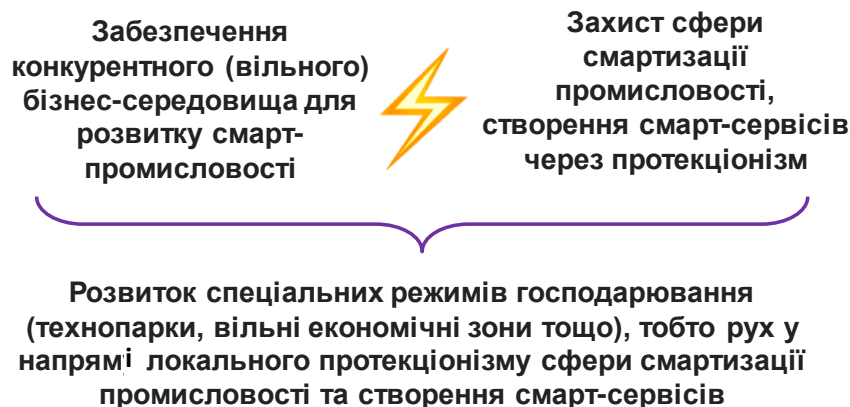 Забезпечення
конкурентного (вільного)
бізнес-середовища для
розвитку смарт-
промисловості
Захист сфери
смартизації
промисловості,
створення смарт-сервісів
через протекціонізм
Розвиток спеціальних режимів господарювання
(технопарки, вільні економічні зони тощо), тобто рух у
напрямі локального протекціонізму сфери смартизації
промисловості та створення смарт-сервісів